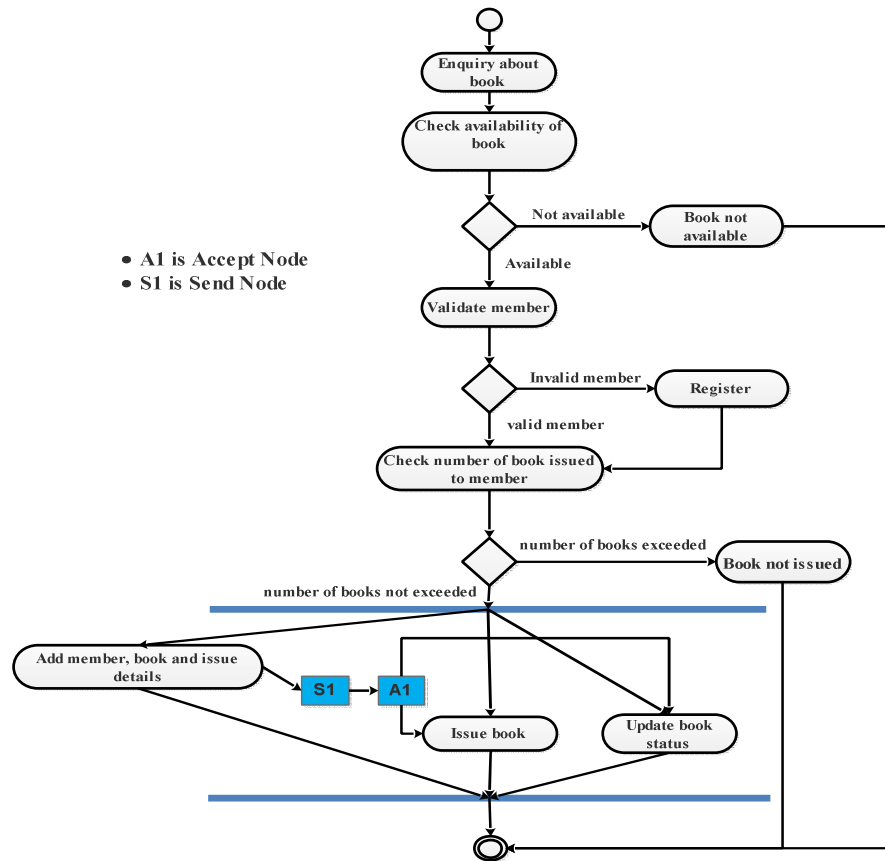 Enquiry about
book
Check availability of
book
Not available
Book not
available
• A1 is Accept Node
• S1 is Send Node
Available
Validate member
Invalid member
Register
valid member
Check number of book issued
to member
number of books exceeded
Book not issued
number of books not exceeded
Add member, book and issue
details
S1
A1
Issue book
Update book
status